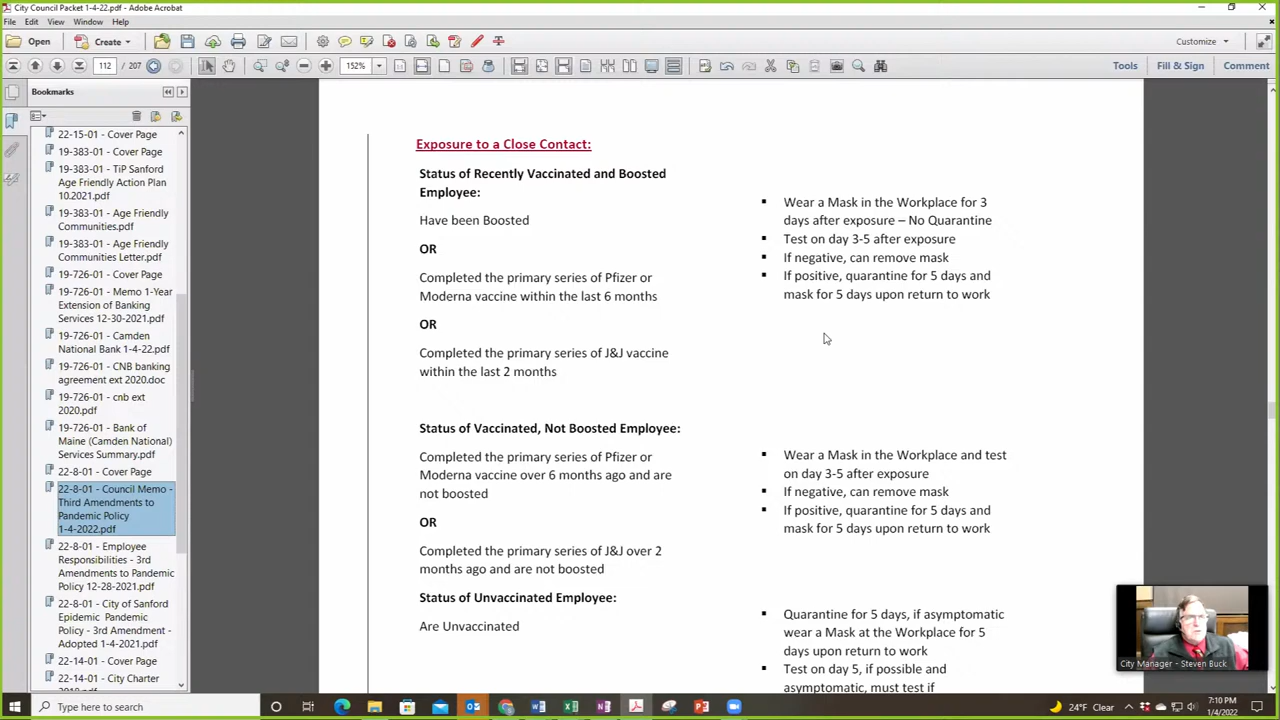 City Council Packet 1-4-22.pdf - Adobe Acrobat
File Edit View Window Help
Open Create Customize
112 / 207 152% Tools Fill & Sign Comment
Bookmarks
22-15-01 - Cover Page
19-383-01 - Cover Page
19-383-01 - TiP Sanford
Age Friendly Action Plan
10.2021.pdf
19-383-01 - Age Friendly
Communities.pdf
19-383-01 - Age Friendly
Communities Letter.pdf
19-726-01 - Cover Page
19-726-01 - Memo 1-Year
Extension of Banking
Services 12-30-2021.pdf
19-726-01 - Camden
National Bank 1-4-22.pdf
19-726-01 - CNB banking
agreement ext 2020.doc
19-726-01 - cnb ext
2020.pdf
19-726-01 - Bank of
Maine (Camden National)
Services Summary.pdf
22-8-01 - Cover Page
22-8-01 - Council Memo -
Third Amendments to
Pandemic Policy
1-4-2022.pdf
22-8-01 - Employee
Responsibilities - 3rd
Amendments to Pandemic
Policy 12-28-2021.pdf
22-8-01 - City of Sanford
Epidemic Pandemic
Policy - 3rd Amendment -
Adopted 1-4-2021.pdf
22-14-01 - Cover Page
22-14-01 - City Charter
Exposure to a Close Contact:
Status of Recently Vaccinated and Boosted
Employee:
Have been Boosted
OR
Completed the primary series of Pfizer or
Moderna vaccine within the last 6 months
OR
Completed the primary series of J&J vaccine
within the last 2 months
▪ Wear a Mask in the Workplace for 3
days after exposure – No Quarantine
▪ Test on day 3-5 after exposure
▪ If negative, can remove mask
▪ If positive, quarantine for 5 days and
mask for 5 days upon return to work
Status of Vaccinated, Not Boosted Employee:
Completed the primary series of Pfizer or
Moderna vaccine over 6 months ago and are
not boosted
OR
Completed the primary series of J&J over 2
months ago and are not boosted
▪ Wear a Mask in the Workplace and test
on day 3-5 after exposure
▪ If negative, can remove mask
▪ If positive, quarantine for 5 days and
mask for 5 days upon return to work
Status of Unvaccinated Employee:
Are Unvaccinated
▪ Quarantine for 5 days, if asymptomatic
wear a Mask at the Workplace for 5
days upon return to work
▪ Test on day 5, if possible and
asymptomatic, must test if
City Manager - Steven Buck
Type here to search
24°F Clear
7:10 PM
1/4/2022